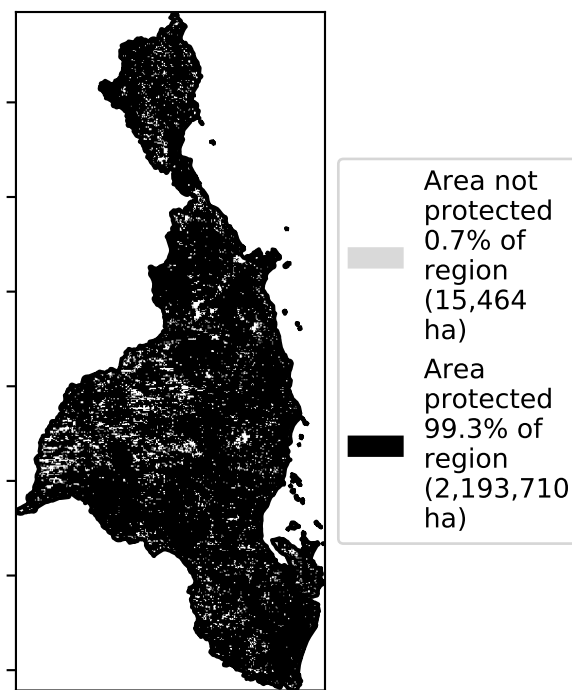 Area not
protected
0.7% of
region
(15,464
ha)
Area
protected
99.3% of
region
(2,193,710
ha)